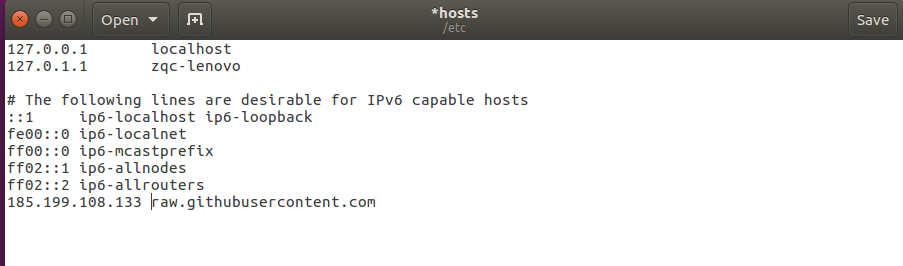 Open
*hosts
/etc
Save
127.0.0.1       localhost
127.0.1.1       zqc-lenovo
# The following lines are desirable for IPv6 capable hosts
::1     ip6-localhost ip6-loopback
fe00::0 ip6-localnet
ff00::0 ip6-mcastprefix
ff02::1 ip6-allnodes
ff02::2 ip6-allrouters
185.199.108.133 raw.githubusercontent.com